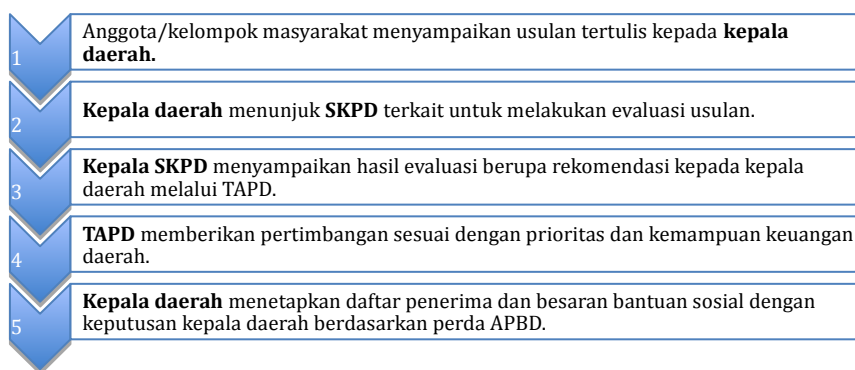 1
Anggota/kelompok masyarakat menyampaikan usulan tertulis kepada kepala
daerah.
2
Kepala daerah menunjuk SKPD terkait untuk melakukan evaluasi usulan.
3
Kepala SKPD menyampaikan hasil evaluasi berupa rekomendasi kepada kepala
daerah melalui TAPD.
4
TAPD memberikan pertimbangan sesuai dengan prioritas dan kemampuan keuangan
daerah.
5
Kepala daerah menetapkan daftar penerima dan besaran bantuan sosial dengan
keputusan kepala daerah berdasarkan perda APBD.